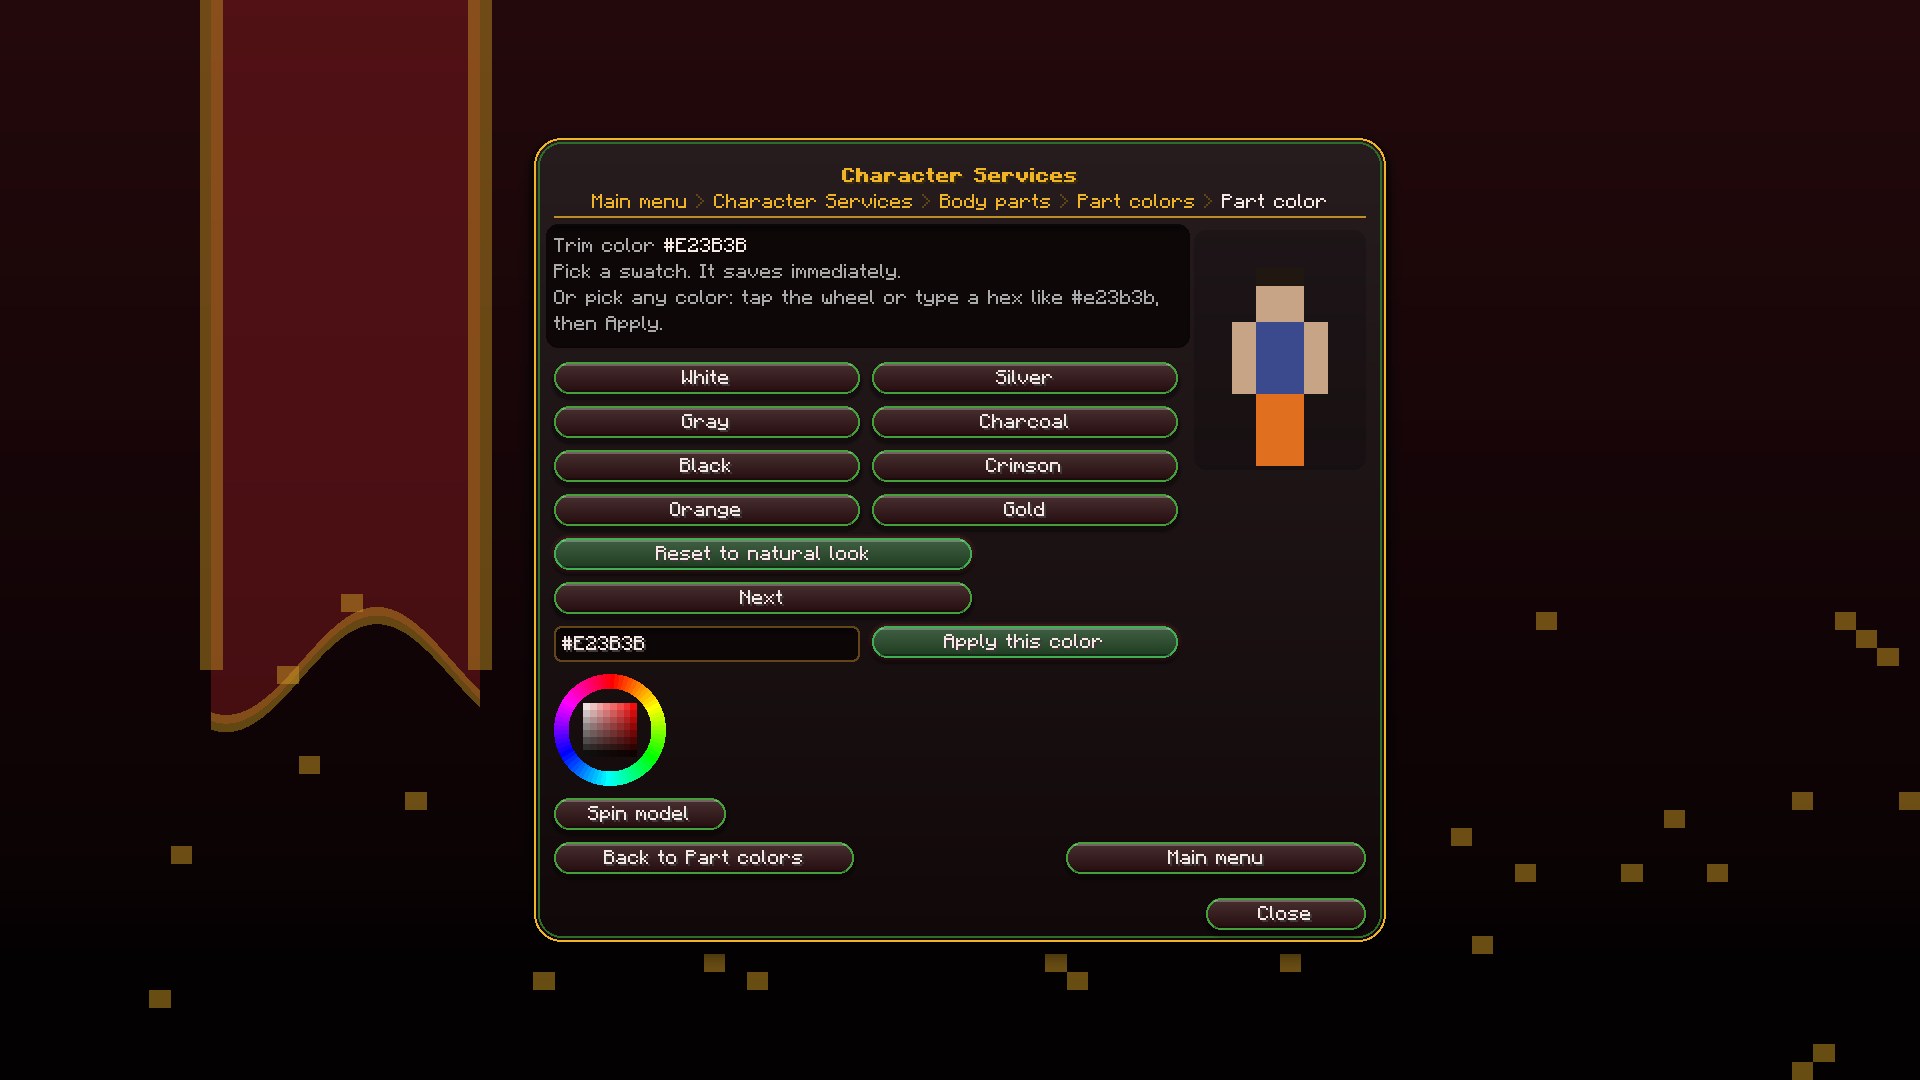 Character Services
Main menu > Character Services > Body parts > Part colors > Part color
Trim color #E23B3B
Pick a swatch. It saves immediately.
Or pick any color: tap the wheel or type a hex like #e23b3b,
then Apply.
White
Silver
Gray
Charcoal
Black
Crimson
Orange
Gold
Reset to natural look
Next
#E23B3B
Apply this color
Spin model
Back to Part colors
Main menu
Close